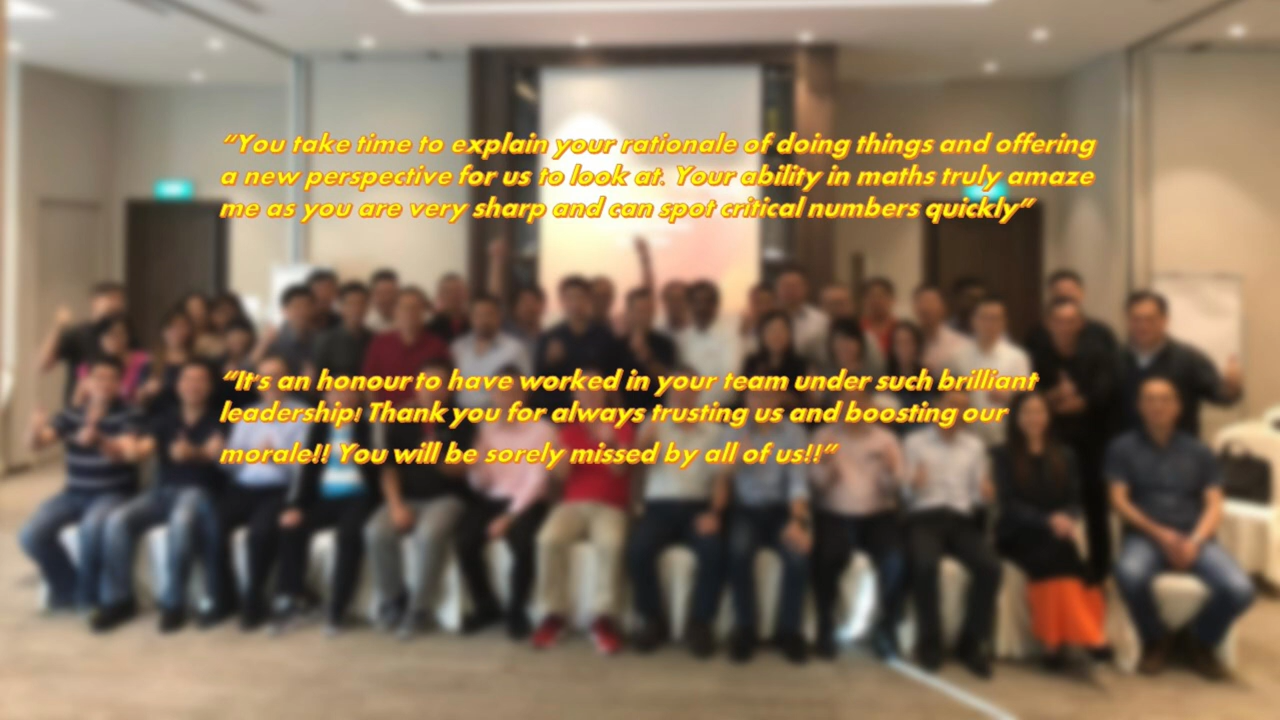 “You take time to explain your rationale of doing things and offering
a new perspective for us to look at. Your ability in maths truly amaze
me as you are very sharp and can spot critical numbers quickly”
“It’s an honour to have worked in your team under such brilliant
leadership! Thank you for always trusting us and boosting our
morale!! You will be sorely missed by all of us!!”